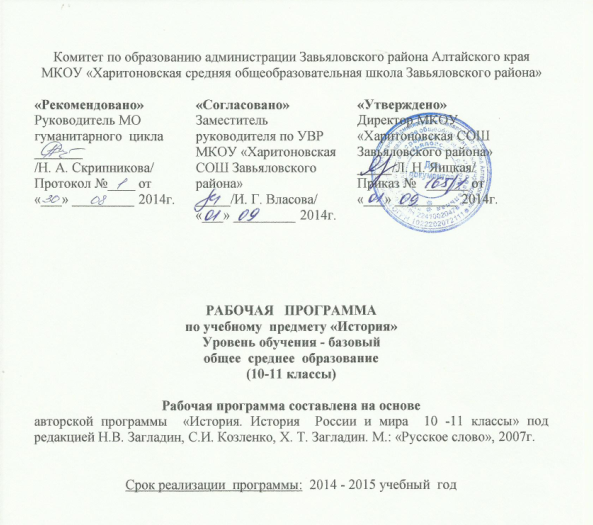 Комитет по образованию администрации Завьяловского района Алтайского края
МКОУ «Харитоновская средняя общеобразовательная школа Завьяловского района»
«Рекомендовано»
Руководитель МО
гуманитарного цикла
/Н. А. Скрипникова/
Протокол № 1 от
«30» 08 2014г.
«Согласовано»
Заместитель
руководителя по УВР
МКОУ «Харитоновская
СОШ Завьяловского
района»
/И. Г. Власова/
«01» 09 2014г.
«Утверждено»
Директор МКОУ
«Харитоновская СОШ
Завьяловского района»
/Л. Н. Яицкая/
Приказ № от
«01» 09 2014г.
РАБОЧАЯ ПРОГРАММА
по учебному предмету «История»
Уровень обучения - базовый
общее среднее образование
(10-11 классы)
Рабочая программа составлена на основе
авторской программы «История. История России и мира 10 -11 классы» под
редакцией Н.В. Загладин, С.И. Козленко, Х. Т. Загладин. М.: «Русское слово», 2007г.
Срок реализации программы: 2014 - 2015 учебный год